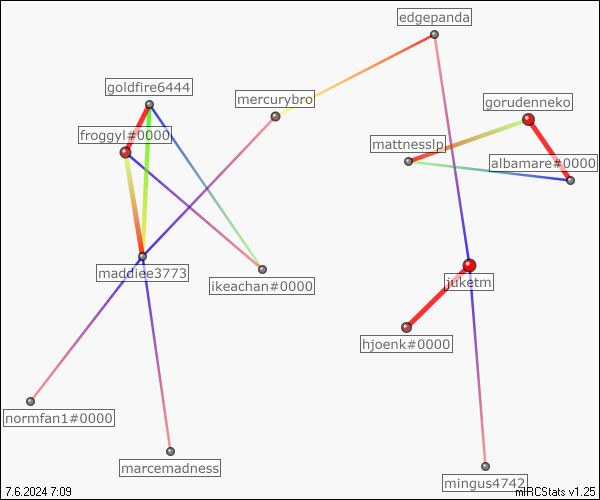 edgepanda
goldfire6444
mercurybro
gorudenneko
froggyl#0000
mattnesslp
albamare#0000
maddiee3773
ikeachan#0000
juketm
hjoenk#0000
normfan1#0000
marcemadness
mingus4742
7.6.2024 7:09
mIRCStats v1.25